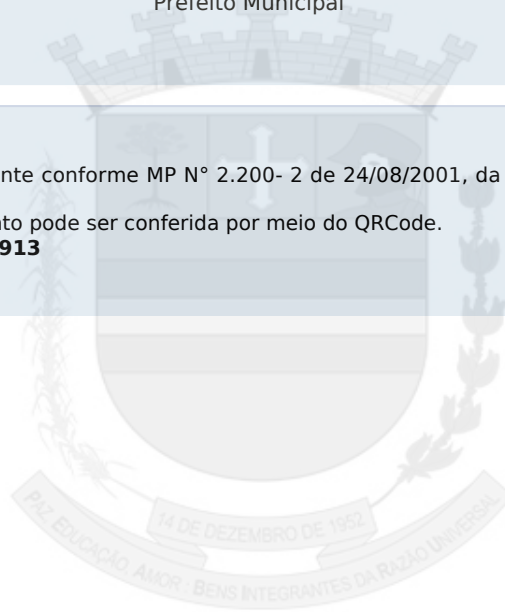 Prefeito Municipal
nte conforme MP N° 2.200- 2 de 24/08/2001, da
to pode ser conferida por meio do QRCode.
913
14 DE DEZEMBRO DE 1952
PAZ, EDUCAÇÃO, AMOR : BENS INTEGRANTES DA RAZÃO UNIVERSAL